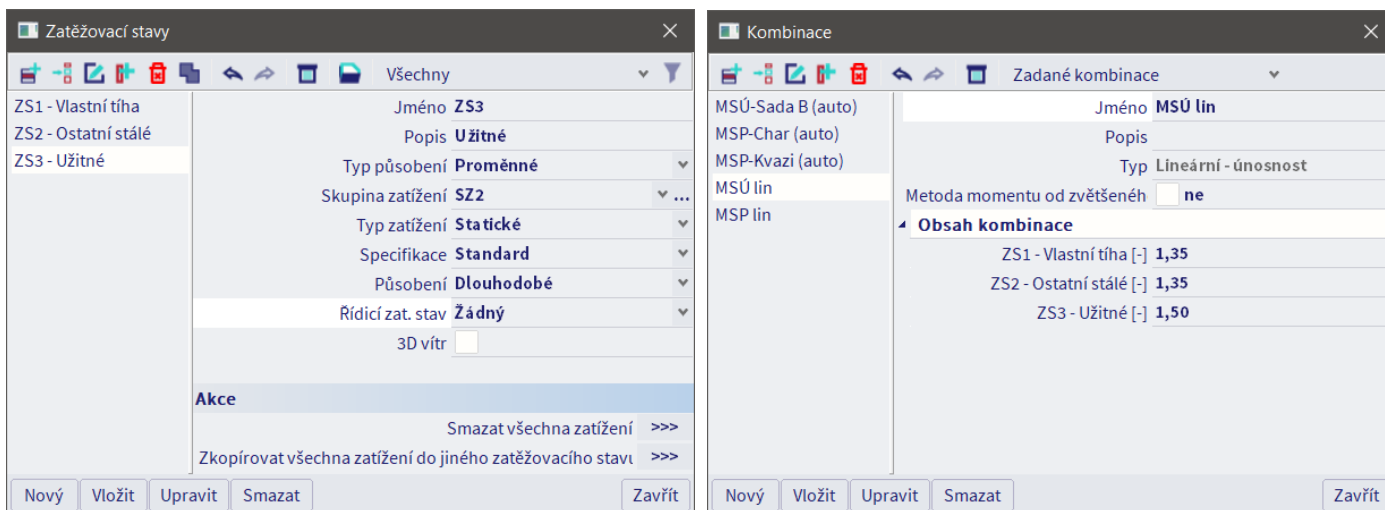 Zatěžovací stavy
Všechny
ZS1 - Vlastní tíha
ZS2 - Ostatní stálé
ZS3 - Užitné
Jméno ZS3
Popis Užitné
Typ působení Proměnné
Skupina zatížení SZ2 ...
Typ zatížení Statické
Specifikace Standard
Působení Dlouhodobé
Řídicí zat. stav Žádný
3D vítr
Akce
Smazat všechna zatížení >>>
Zkopírovat všechna zatížení do jiného zatěžovacího stavu >>>
Nový Vložit Upravit Smazat Zavřít
Kombinace
Zadané kombinace
MSÚ-Sada B (auto)
MSP-Char (auto)
MSP-Kvazi (auto)
MSÚ lin
MSP lin
Jméno MSÚ lin
Popis
Typ Lineární - únosnost
Metoda momentu od zvětšenéh ne
Obsah kombinace
ZS1 - Vlastní tíha [-] 1,35
ZS2 - Ostatní stálé [-] 1,35
ZS3 - Užitné [-] 1,50
Nový Vložit Upravit Smazat Zavřít